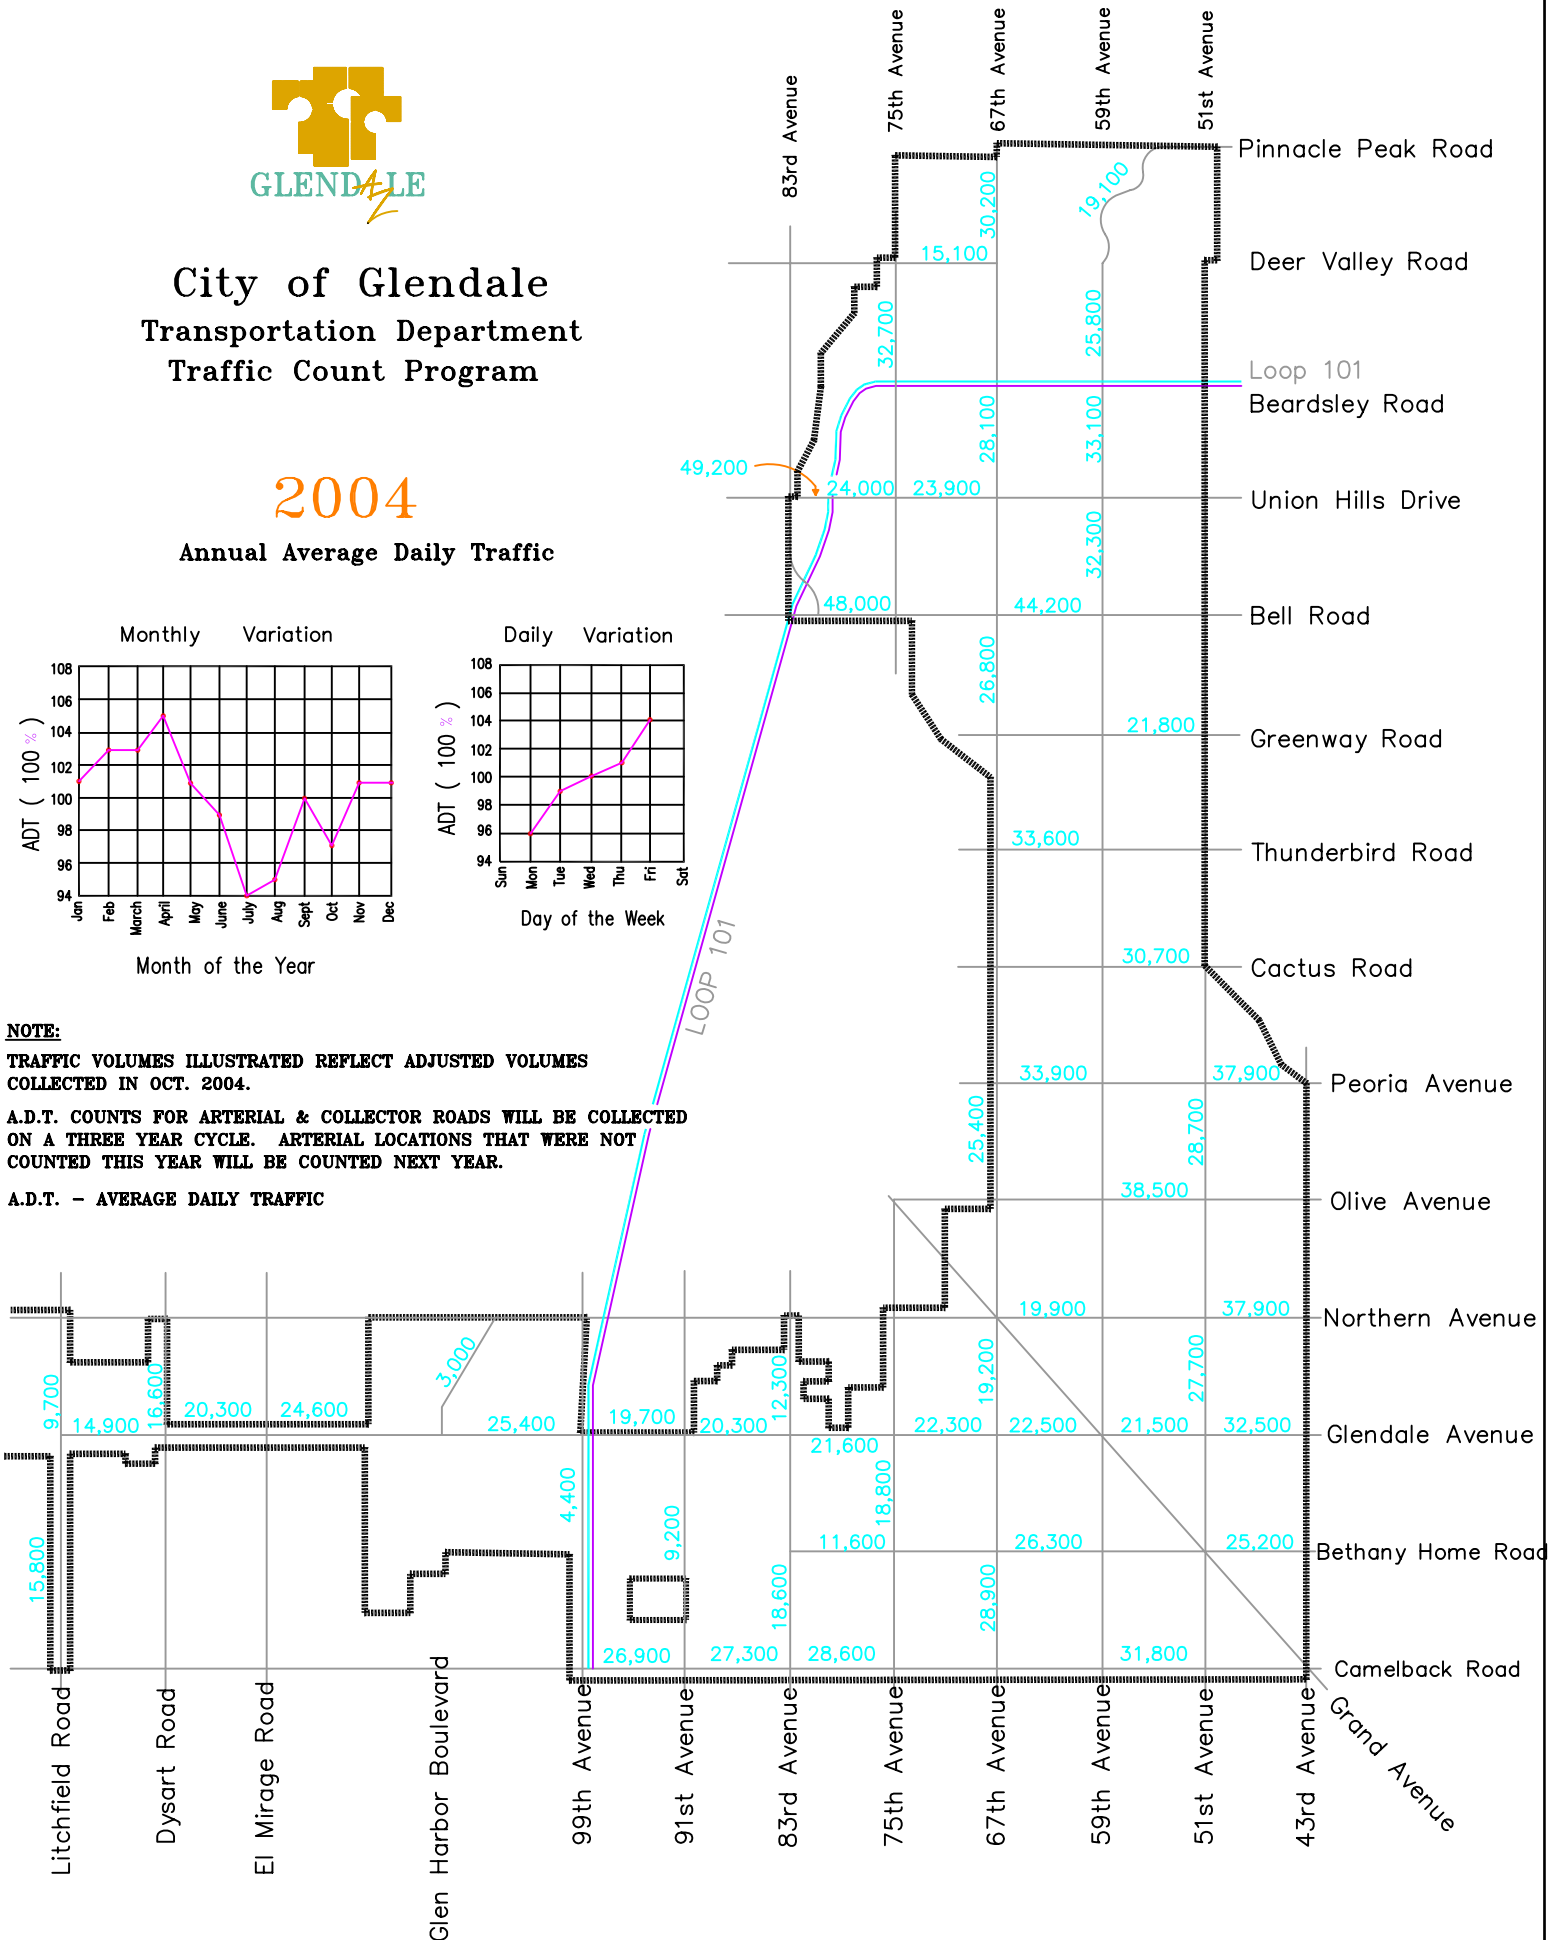 83rd Avenue
75th Avenue
67th Avenue
59th Avenue
51st Avenue
GLENDALE
AZ
City of Glendale
Transportation Department
Traffic Count Program
2004
Annual Average Daily Traffic
Monthly Variation
108
106
104
102
100
98
96
94
ADT ( 100 % )
Jan
Feb
March
April
May
June
July
Aug
Sept
Oct
Nov
Dec
Month of the Year
Daily Variation
108
106
104
102
100
98
96
94
ADT ( 100 % )
Sun
Mon
Tue
Wed
Thu
Fri
Sat
Day of the Week
NOTE:
TRAFFIC VOLUMES ILLUSTRATED REFLECT ADJUSTED VOLUMES
COLLECTED IN OCT. 2004.
A.D.T. COUNTS FOR ARTERIAL & COLLECTOR ROADS WILL BE COLLECTED
ON A THREE YEAR CYCLE. ARTERIAL LOCATIONS THAT WERE NOT
COUNTED THIS YEAR WILL BE COUNTED NEXT YEAR.
A.D.T. - AVERAGE DAILY TRAFFIC
Pinnacle Peak Road
30,200
19,100
15,100
Deer Valley Road
32,700
25,800
Loop 101
Beardsley Road
28,100
33,100
49,200
24,000
23,900
Union Hills Drive
32,300
48,000
44,200
Bell Road
26,800
21,800
Greenway Road
33,600
Thunderbird Road
LOOP 101
30,700
Cactus Road
33,900
37,900
Peoria Avenue
25,400
28,700
38,500
Olive Avenue
19,900
37,900
Northern Avenue
9,700
16,600
3,000
12,300
19,200
27,700
14,900
20,300
24,600
25,400
19,700
20,300
21,600
22,300
22,500
21,500
32,500
Glendale Avenue
15,800
4,400
9,200
18,800
11,600
26,300
25,200
Bethany Home Road
18,600
28,900
26,900
27,300
28,600
31,800
Camelback Road
Litchfield Road
Dysart Road
El Mirage Road
Glen Harbor Boulevard
99th Avenue
91st Avenue
83rd Avenue
75th Avenue
67th Avenue
59th Avenue
51st Avenue
43rd Avenue
Grand Avenue